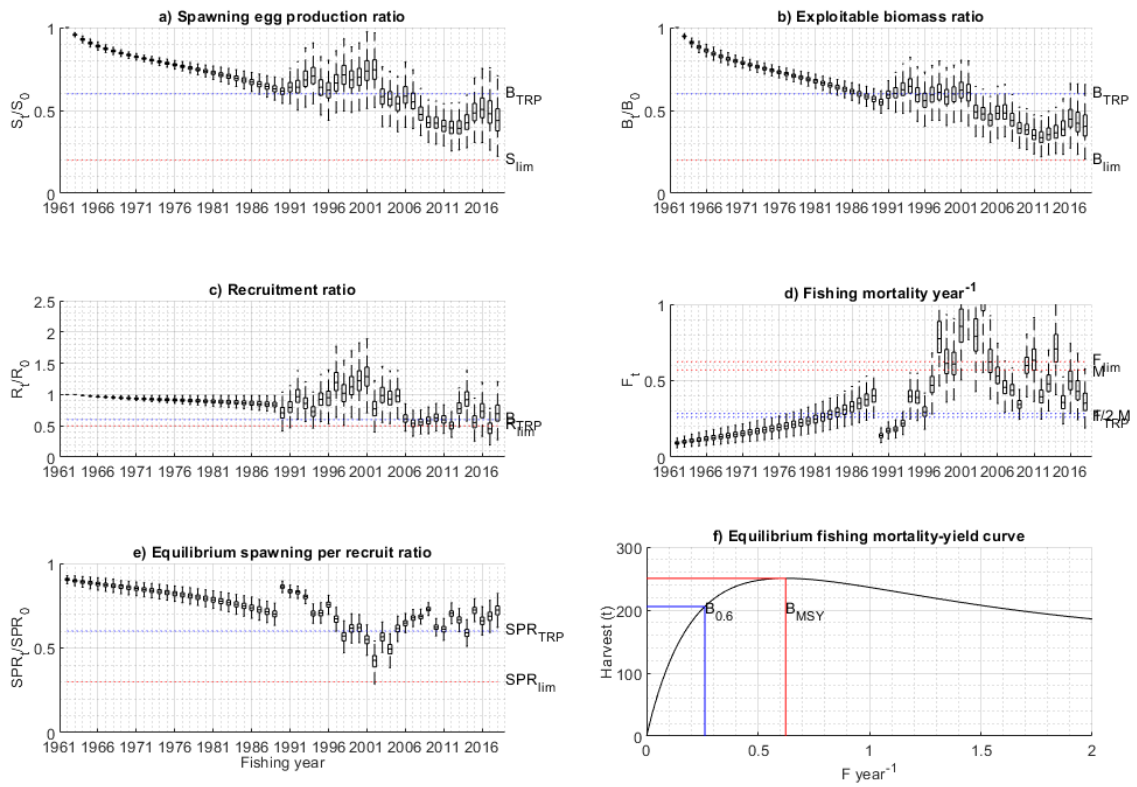 a) Spawning egg production ratio
1
0.5
1
S_t/S_0
B_TRP
S_lim
1961 1966 1971 1976 1981 1986 1991 1996 2001 2006 2011 2016
b) Exploitable biomass ratio
1
0.5
1
B_t/B_0
B_TRP
B_lim
1961 1966 1971 1976 1981 1986 1991 1996 2001 2006 2011 2016
c) Recruitment ratio
2.5
2
1.5
1
0.5
1
R_t/R_0
R_lim
1961 1966 1971 1976 1981 1986 1991 1996 2001 2006 2011 2016
d) Fishing mortality year^-1
1
0.5
0
F_t
F_lim
M
1961 1966 1971 1976 1981 1986 1991 1996 2001 2006 2011 2016
e) Equilibrium spawning per recruit ratio
1
0.5
1
SPR_t/SPR_0
SPR_TRP
SPR_lim
1961 1966 1971 1976 1981 1986 1991 1996 2001 2006 2011 2016
Fishing year
f) Equilibrium fishing mortality-yield curve
300
200
100
0
Harvest (t)
B_0.6
B_MSY
0 0.5 1 1.5 2
F year^-1